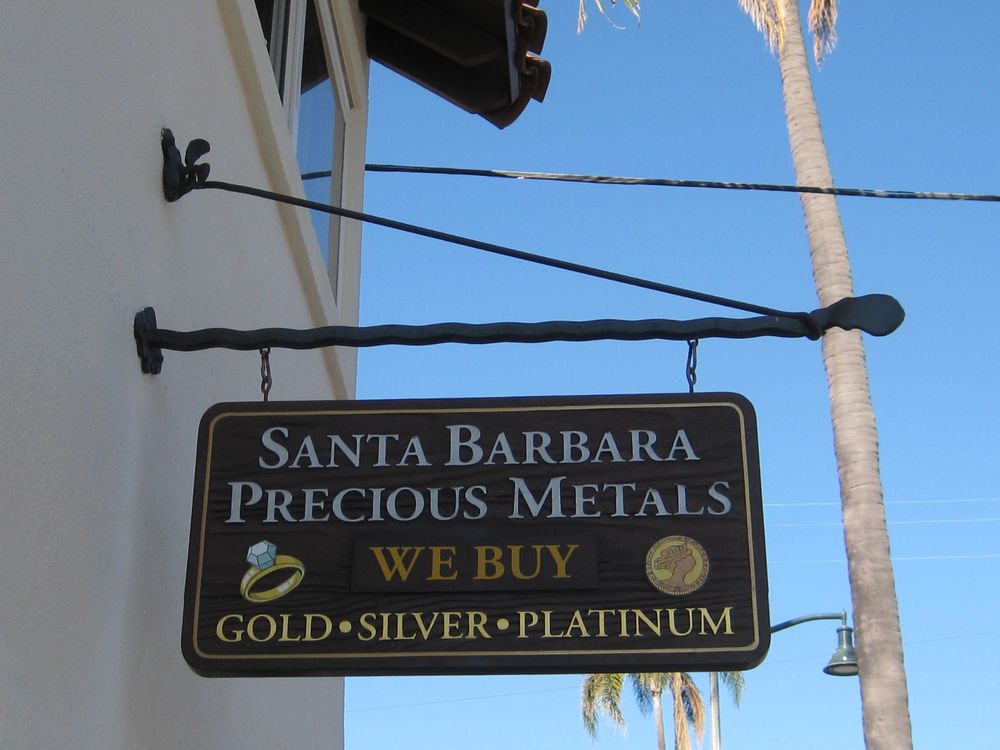 SANTA BARBARA
PRECIOUS METALS
WE BUY
GOLD • SILVER • PLATINUM